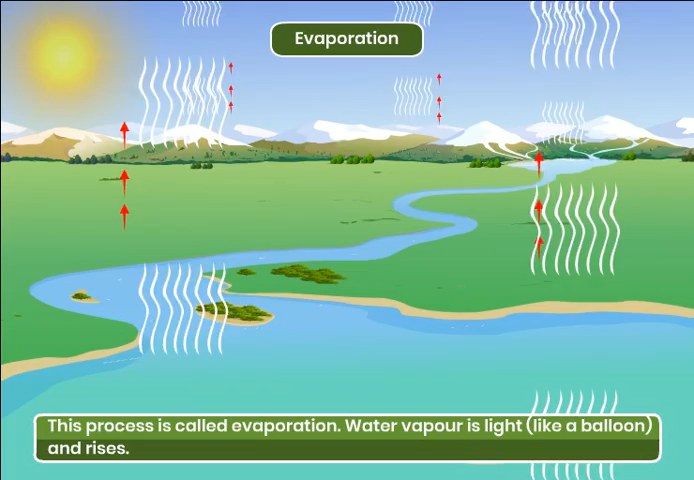 Evaporation
This process is called evaporation. Water vapour is light (like a balloon)
and rises.